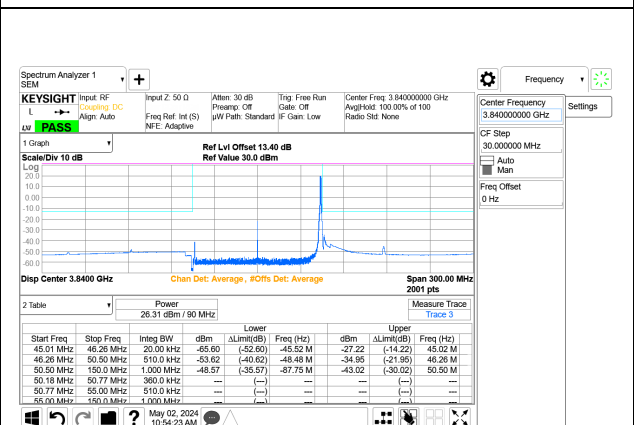 Spectrum Analyzer 1
SEM
Frequency
KEYSIGHT
Input: RF
Coupling: DC
Align: Auto
Input Z: 50 Ω
Freq Ref: Int (S)
NFE: Adaptive
Atten: 30 dB
Preamp: Off
µW Path: Standard
Trig: Free Run
Gate: Off
IF Gain: Low
Center Freq: 3.840000000 GHz
Avg|Hold: 100.00% of 100
Radio Std: None
L
LXI PASS
Center Frequency
3.840000000 GHz
Settings
CF Step
30.000000 MHz
Auto
Man
Freq Offset
0 Hz
1 Graph
Ref Lvl Offset 13.40 dB
Scale/Div 10 dB
Ref Value 30.0 dBm
Log
20.0
10.0
0.00
-10.0
-20.0
-30.0
-40.0
-50.0
-60.0
Disp Center 3.8400 GHz
Chan Det: Average , #Offs Det: Average
Span 300.00 MHz
2001 pts
2 Table
Power
26.31 dBm / 90 MHz
Measure Trace
Trace 3
Lower Upper
Start Freq Stop Freq Integ BW dBm ΔLimit(dB) Freq (Hz) dBm ΔLimit(dB) Freq (Hz)
45.01 MHz 46.26 MHz 20.00 kHz -65.60 (-52.60) -45.52 M -27.22 (-14.22) 45.02 M
46.26 MHz 50.50 MHz 510.0 kHz -53.62 (-40.62) -48.48 M -34.95 (-21.95) 46.26 M
50.50 MHz 150.0 MHz 1.000 MHz -48.57 (-35.57) -87.75 M -43.02 (-30.02) 50.50 M
50.18 MHz 50.77 MHz 360.0 kHz --- (---) --- --- (---) ---
50.77 MHz 55.00 MHz 510.0 kHz --- (---) --- --- (---) ---
55.00 MHz 150.0 MHz 1.000 MHz --- (---) --- --- (---) ---
May 02, 2024
10:54:23 AM